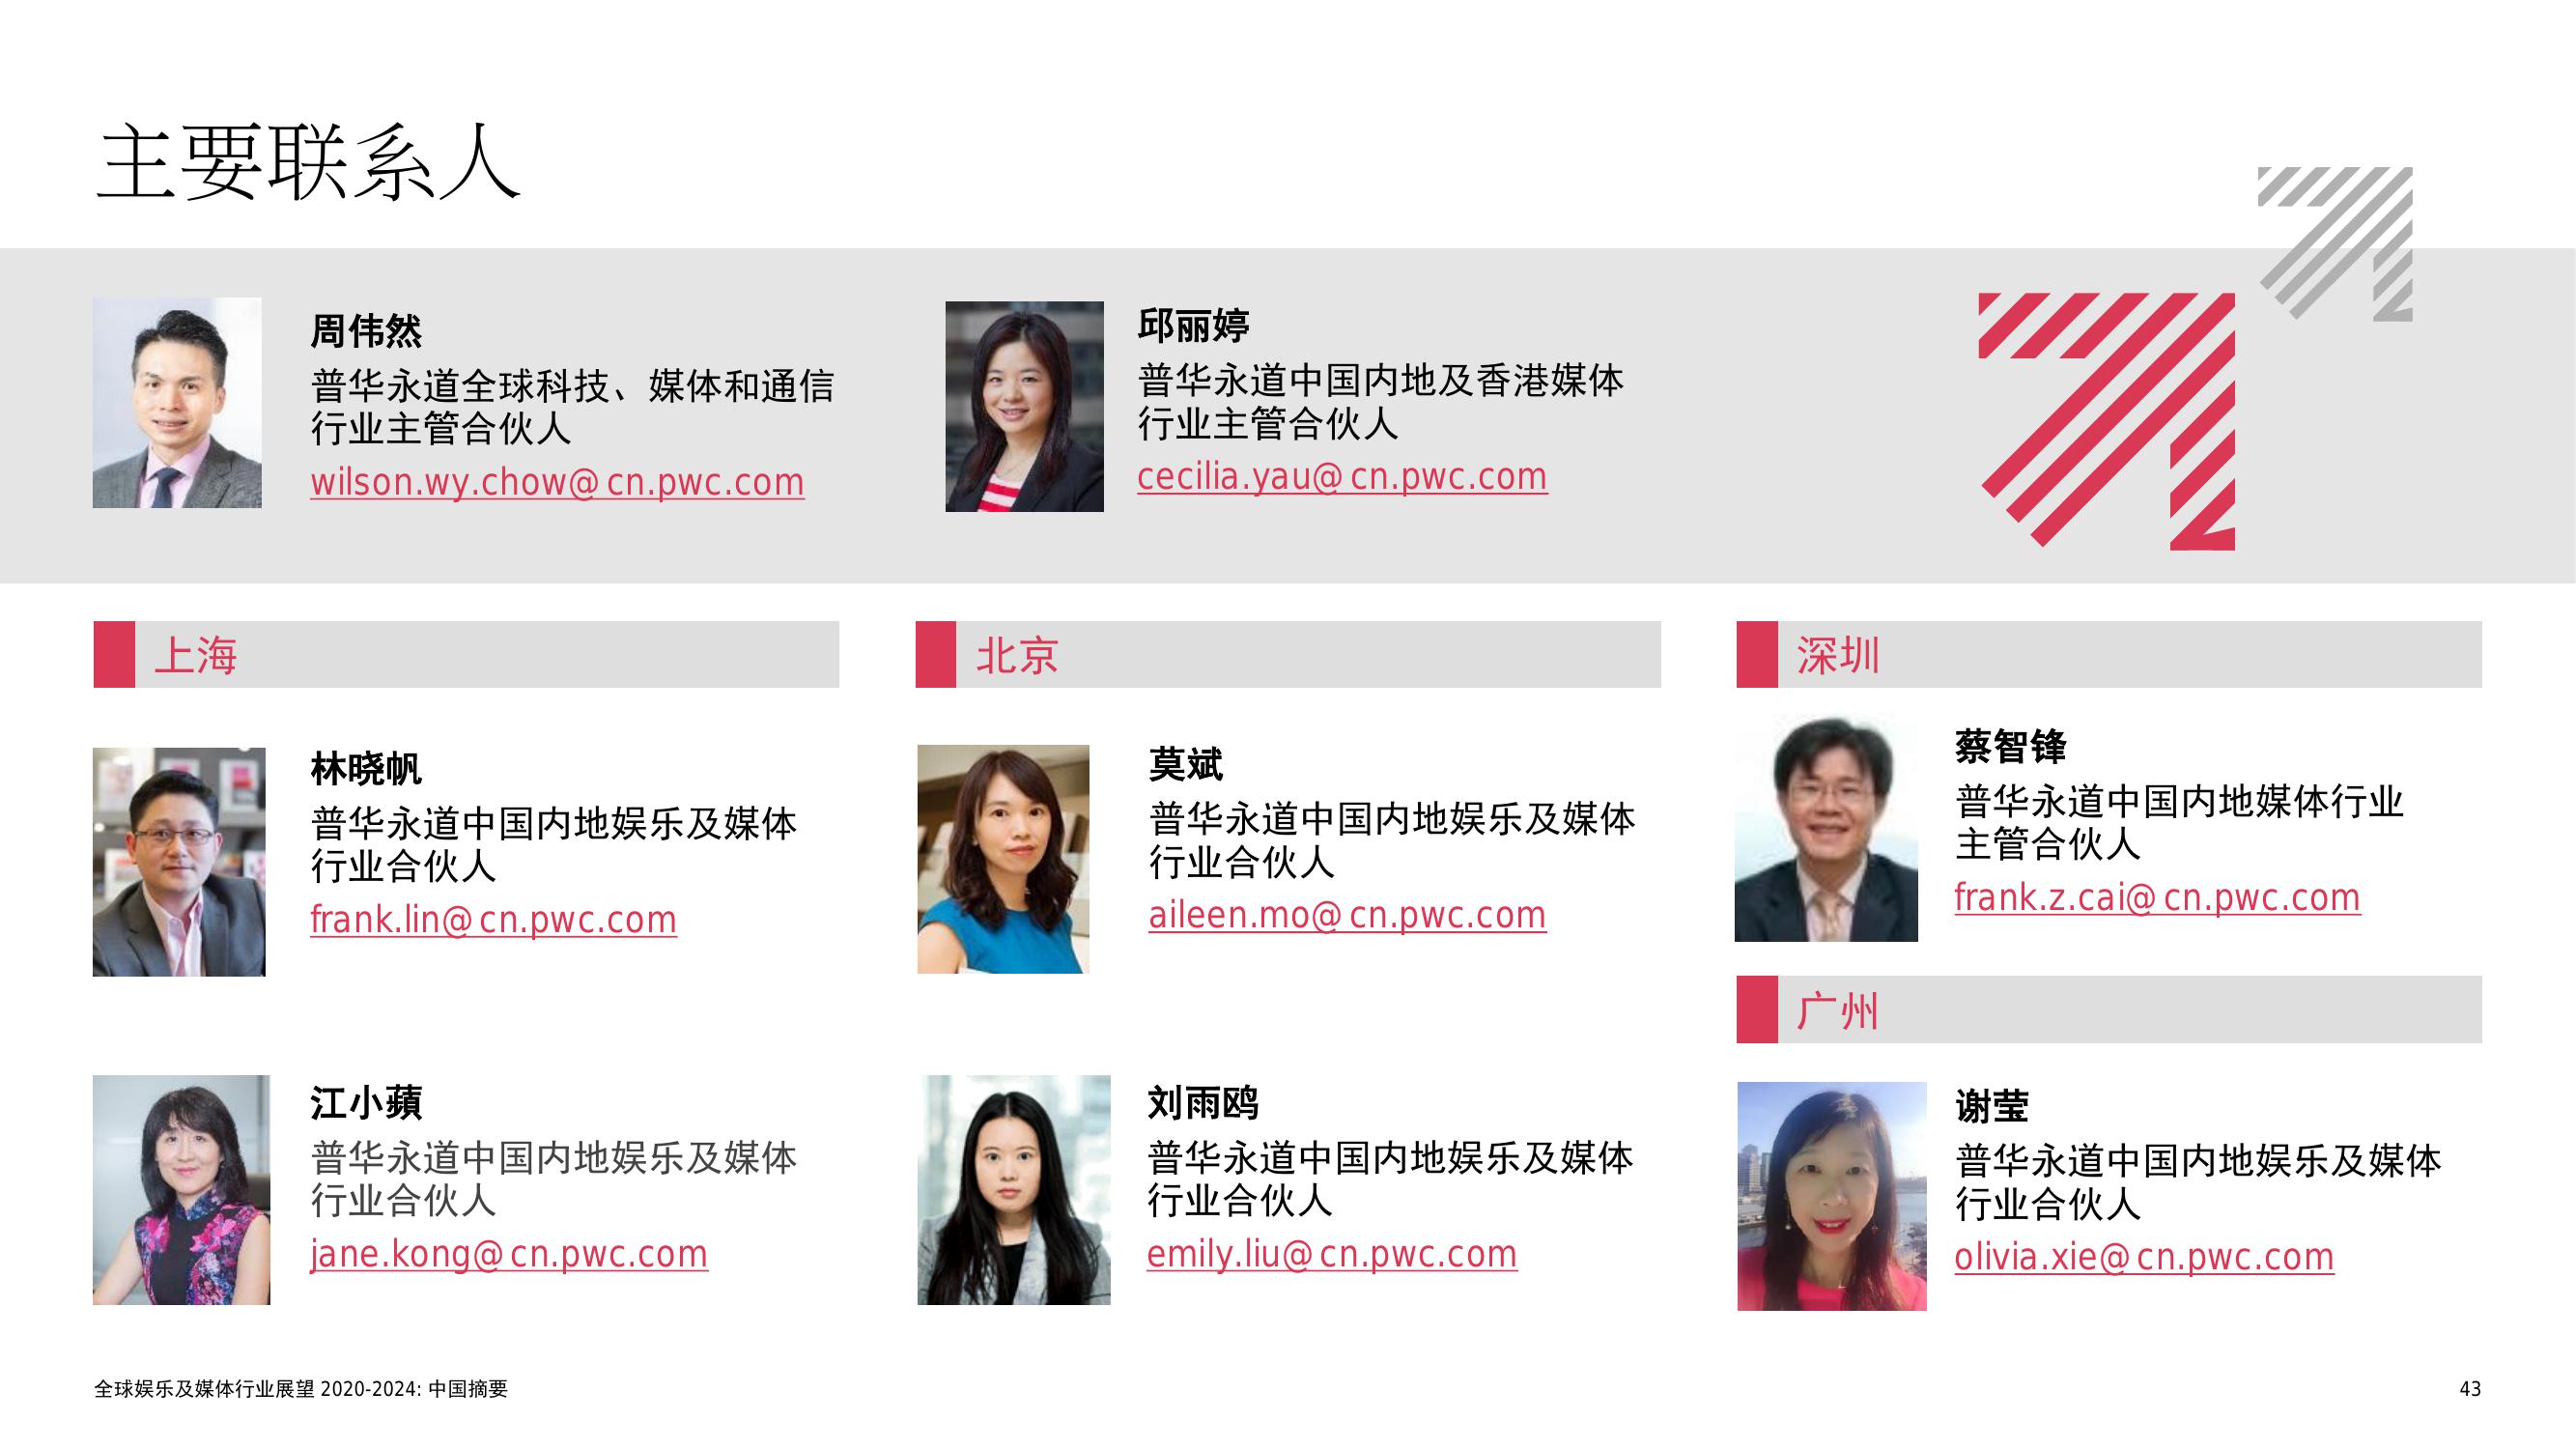 主要联系人
周伟然
普华永道全球科技、媒体和通信
行业主管合伙人
wilson.wy.chow@cn.pwc.com
邱丽婷
普华永道中国内地及香港媒体
行业主管合伙人
cecilia.yau@cn.pwc.com
上海
林晓帆
普华永道中国内地娱乐及媒体
行业合伙人
frank.lin@cn.pwc.com
江小蘋
普华永道中国内地娱乐及媒体
行业合伙人
jane.kong@cn.pwc.com
北京
莫斌
普华永道中国内地娱乐及媒体
行业合伙人
aileen.mo@cn.pwc.com
刘雨鸥
普华永道中国内地娱乐及媒体
行业合伙人
emily.liu@cn.pwc.com
深圳
蔡智锋
普华永道中国内地媒体行业
主管合伙人
frank.z.cai@cn.pwc.com
广州
谢莹
普华永道中国内地娱乐及媒体
行业合伙人
olivia.xie@cn.pwc.com
全球娱乐及媒体行业展望 2020-2024: 中国摘要
43